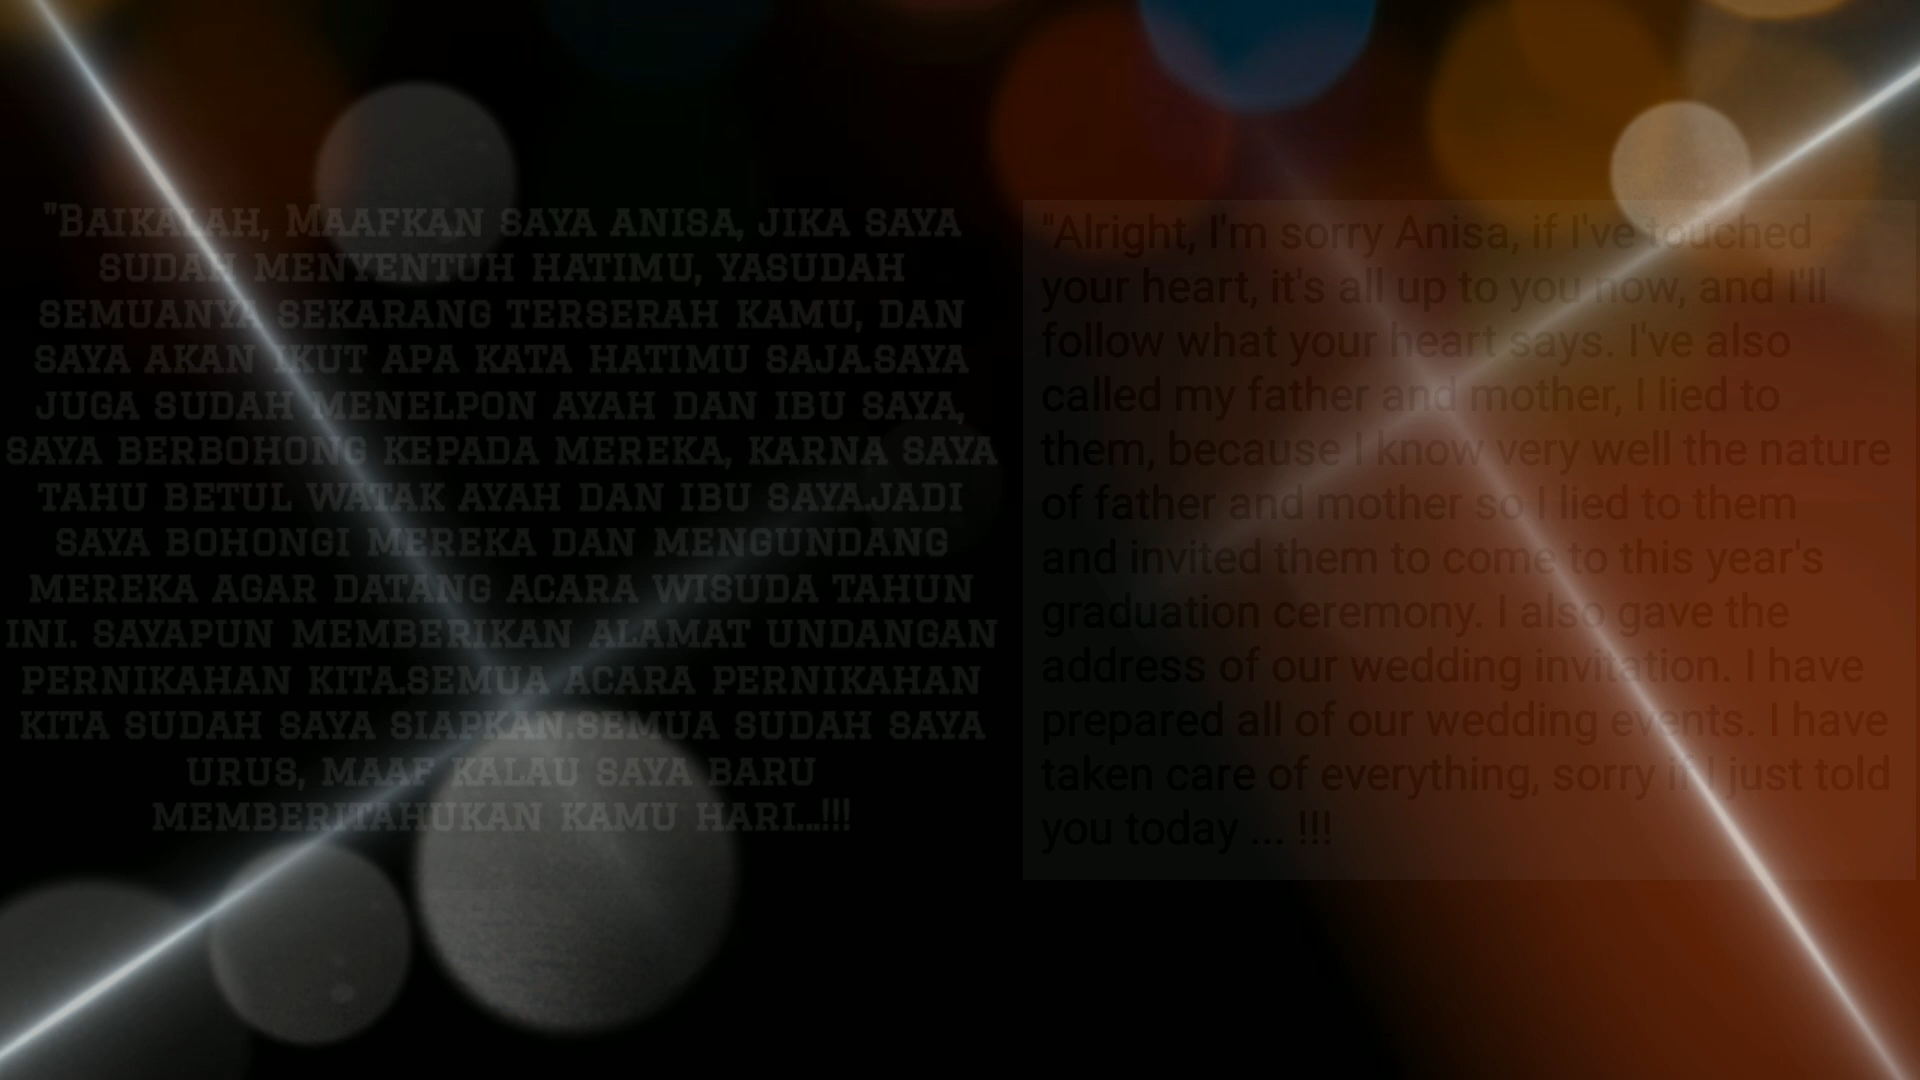 "Baikalah, Maafkan saya anisa, jika saya
sudah menyentuh hatimu, yasudah
semuanya sekarang terserah kamu, dan
saya akan ikut apa kata hatimu saja.saya
juga sudah menelpon ayah dan ibu saya,
saya berbohong kepada mereka, karna saya
tahu betul watak ayah dan ibu saya.jadi
saya bohongi mereka dan mengundang
mereka agar datang acara wisuda tahun
ini. sayapun memberikan alamat undangan
pernikahan kita.semua acara pernikahan
kita sudah saya siapkan.semua sudah saya
urus, maaf kalau saya baru
memberitahukan kamu hari...!!!
"Alright, I'm sorry Anisa, if I've touched
your heart, it's all up to you now, and I'll
follow what your heart says. I've also
called my father and mother, I lied to
them, because I know very well the nature
of father and mother so I lied to them
and invited them to come to this year's
graduation ceremony. I also gave the
address of our wedding invitation. I have
prepared all of our wedding events. I have
taken care of everything, sorry if I just told
you today ... !!!